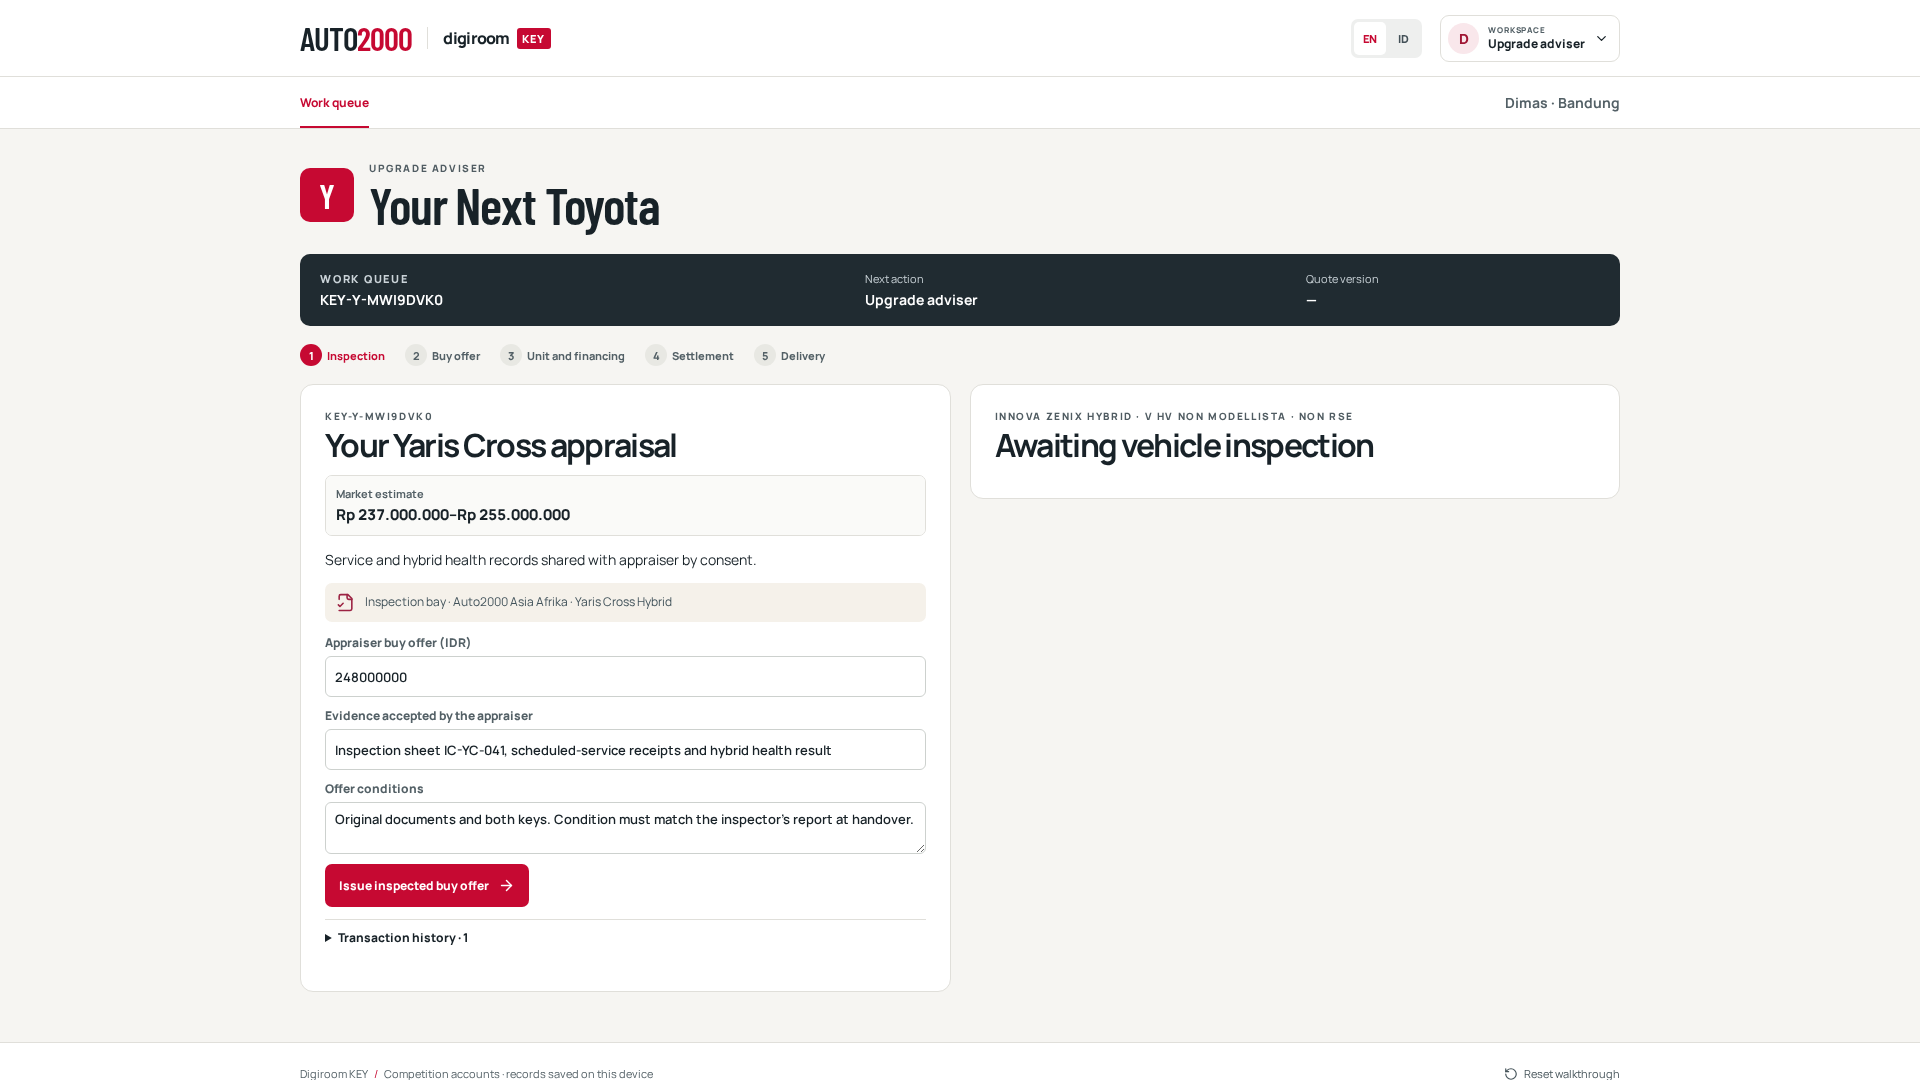 AUTO2000
digiroom KEY
EN ID
D
WORKSPACE
Upgrade adviser
Work queue
Dimas · Bandung
Y
UPGRADE ADVISER
Your Next Toyota
WORK QUEUE
KEY-Y-MWI9DVK0
Next action
Upgrade adviser
Quote version
—
1 Inspection 2 Buy offer 3 Unit and financing 4 Settlement 5 Delivery
KEY-Y-MWI9DVK0
Your Yaris Cross appraisal
Market estimate
Rp 237.000.000–Rp 255.000.000
Service and hybrid health records shared with appraiser by consent.
Inspection bay · Auto2000 Asia Afrika · Yaris Cross Hybrid
Appraiser buy offer (IDR)
248000000
Evidence accepted by the appraiser
Inspection sheet IC-YC-041, scheduled-service receipts and hybrid health result
Offer conditions
Original documents and both keys. Condition must match the inspector's report at handover.
Issue inspected buy offer
Transaction history · 1
INNOVA ZENIX HYBRID · V HV NON MODELLISTA · NON RSE
Awaiting vehicle inspection
Digiroom KEY / Competition accounts · records saved on this device
Reset walkthrough